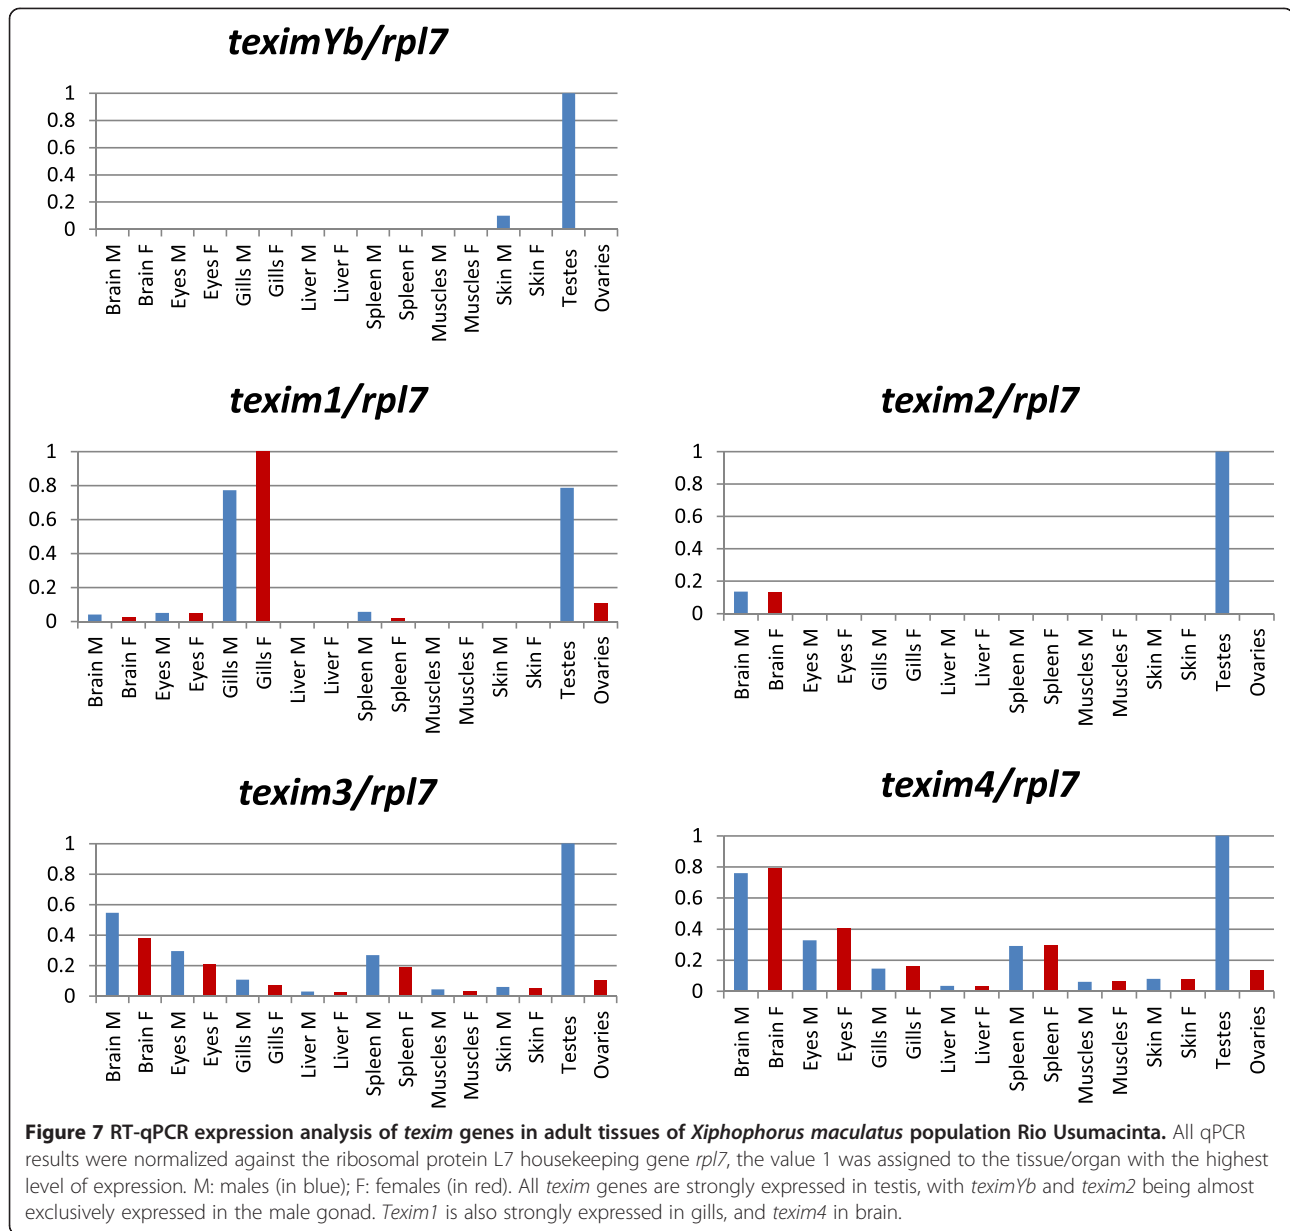 teximYb/rpl7
1
0.8
0.6
0.4
0.2
0
Brain M
Brain F
Eyes M
Eyes F
Gills M
Gills F
Liver M
Liver F
Spleen M
Spleen F
Muscles M
Muscles F
Skin M
Skin F
Testes
Ovaries
texim1/rpl7
1
0.8
0.6
0.4
0.2
0
Brain M
Brain F
Eyes M
Eyes F
Gills M
Gills F
Liver M
Liver F
Spleen M
Spleen F
Muscles M
Muscles F
Skin M
Skin F
Testes
Ovaries
texim2/rpl7
1
0.8
0.6
0.4
0.2
0
Brain M
Brain F
Eyes M
Eyes F
Gills M
Gills F
Liver M
Liver F
Spleen M
Spleen F
Muscles M
Muscles F
Skin M
Skin F
Testes
Ovaries
texim3/rpl7
1
0.8
0.6
0.4
0.2
0
Brain M
Brain F
Eyes M
Eyes F
Gills M
Gills F
Liver M
Liver F
Spleen M
Spleen F
Muscles M
Muscles F
Skin M
Skin F
Testes
Ovaries
texim4/rpl7
1
0.8
0.6
0.4
0.2
0
Brain M
Brain F
Eyes M
Eyes F
Gills M
Gills F
Liver M
Liver F
Spleen M
Spleen F
Muscles M
Muscles F
Skin M
Skin F
Testes
Ovaries
Figure 7 RT-qPCR expression analysis of texim genes in adult tissues of Xiphophorus maculatus population Rio Usumacinta. All qPCR
results were normalized against the ribosomal protein L7 housekeeping gene rpl7, the value 1 was assigned to the tissue/organ with the highest
level of expression. M: males (in blue); F: females (in red). All texim genes are strongly expressed in testis, with teximYb and texim2 being almost
exclusively expressed in the male gonad. Texim1 is also strongly expressed in gills, and texim4 in brain.